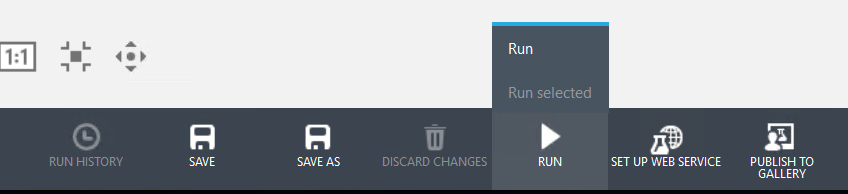 1:1
Run
Run selected
RUN HISTORY
SAVE
SAVE AS
DISCARD CHANGES
RUN
SET UP WEB SERVICE
PUBLISH TO
GALLERY